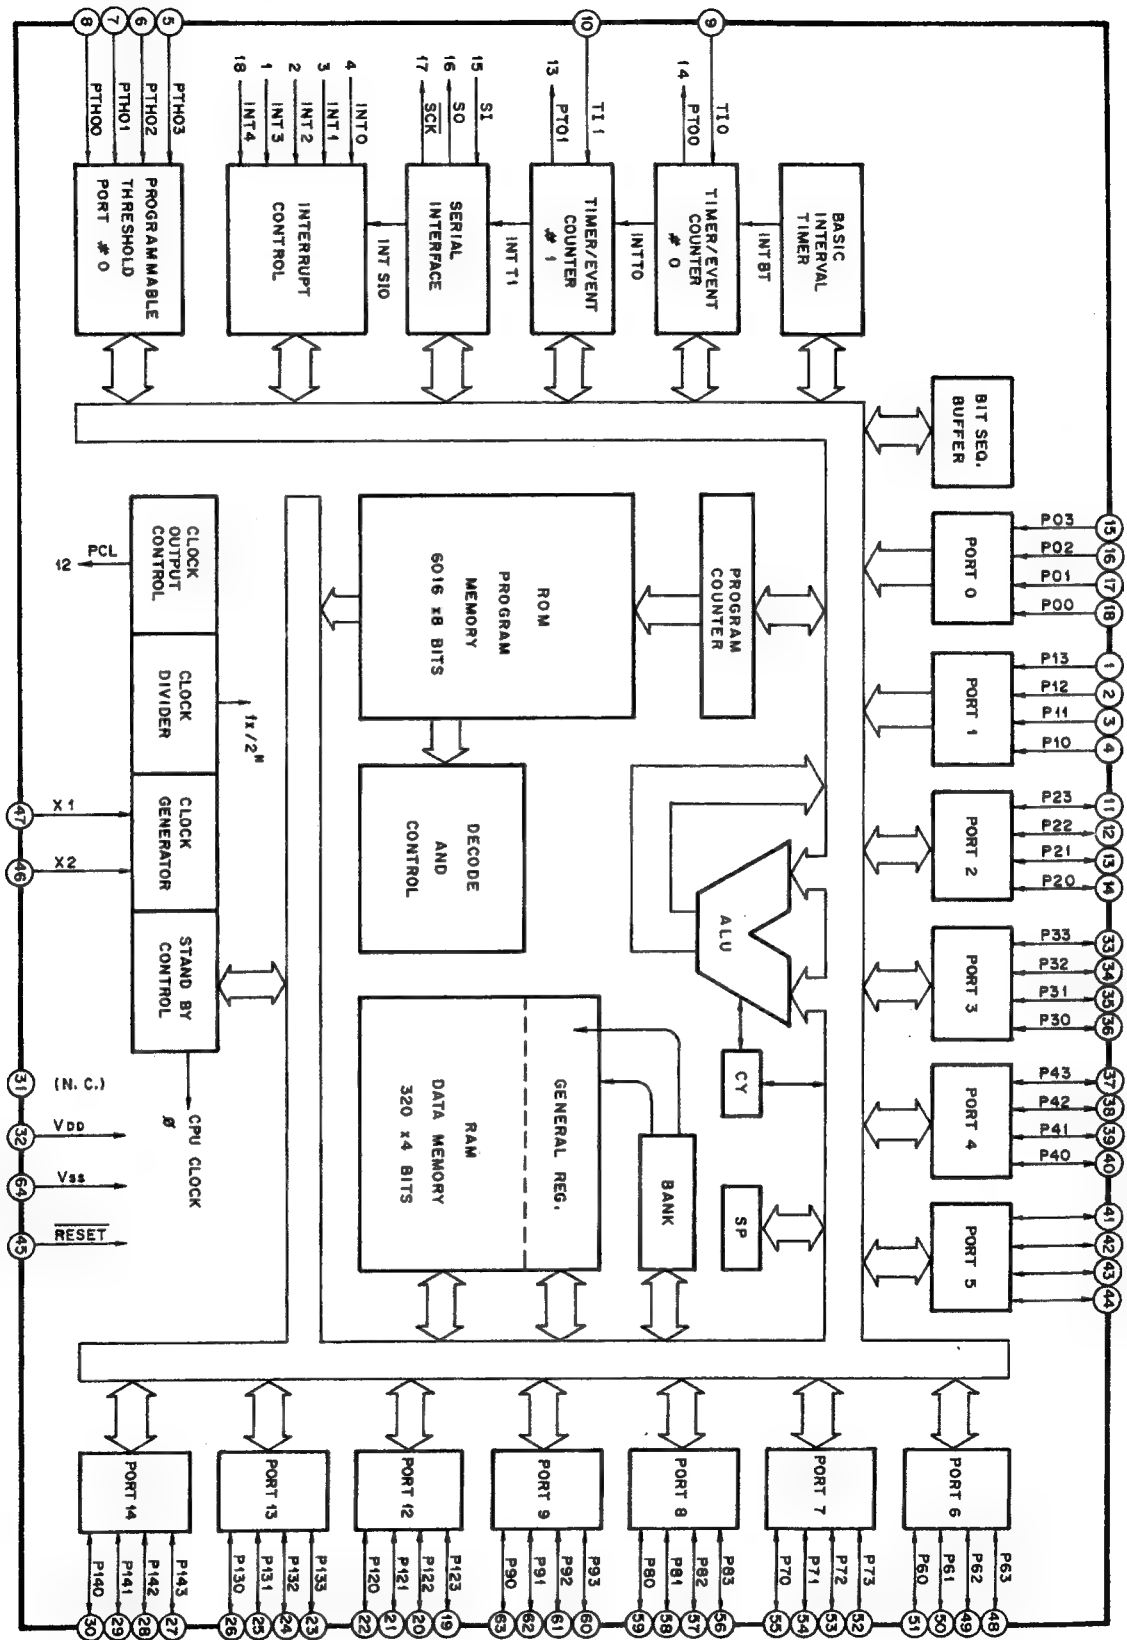 8
7
6
5
PTH00
PTH01
PTH02
PTH03
PROGRAMMABLE
THRESHOLD
PORT # 0
18
1
2
3
4
INT4
INT3
INT2
INT1
INT0
INTERRUPT
CONTROL
17
16
15
SCK
SO
SI
SERIAL
INTERFACE
INT SIO
10
13
PTO1
TI1
TIMER/EVENT
COUNTER
# 1
INT T1
9
14
PTO0
TI0
TIMER/EVENT
COUNTER
# 0
INTT0
BASIC
INTERVAL
TIMER
INTBT
BIT SEQ.
BUFFER
P03
P02
P01
P00
15
16
17
18
PORT 0
P13
P12
P11
P10
1
2
3
4
PORT 1
P23
P22
P21
P20
11
12
13
14
PORT 2
P33
P32
P31
P30
33
34
35
36
PORT 3
P43
P42
P41
P40
37
38
39
40
PORT 4
41
42
43
44
PORT 5
PROGRAM
COUNTER
ROM
PROGRAM
MEMORY
6016 x8 BITS
DECODE
AND
CONTROL
ALU
CY
SP
BANK
GENERAL REG.
RAM
DATA MEMORY
320 x4 BITS
CLOCK
OUTPUT
CONTROL
PCL
12
CLOCK
DIVIDER
fx/2N
CLOCK
GENERATOR
X1
47
X2
46
STAND BY
CONTROL
CPU CLOCK
Ø
31
(N.C.)
32
VDD
64
Vss
45
RESET
PORT 14
P140
P141
P142
P143
30
29
28
27
PORT 13
P130
P131
P132
P133
26
25
24
23
PORT 12
P120
P121
P122
P123
22
21
20
19
PORT 9
P90
P91
P92
P93
63
62
61
60
PORT 8
P80
P81
P82
P83
59
58
57
56
PORT 7
P70
P71
P72
P73
55
54
53
52
PORT 6
P60
P61
P62
P63
51
50
49
48